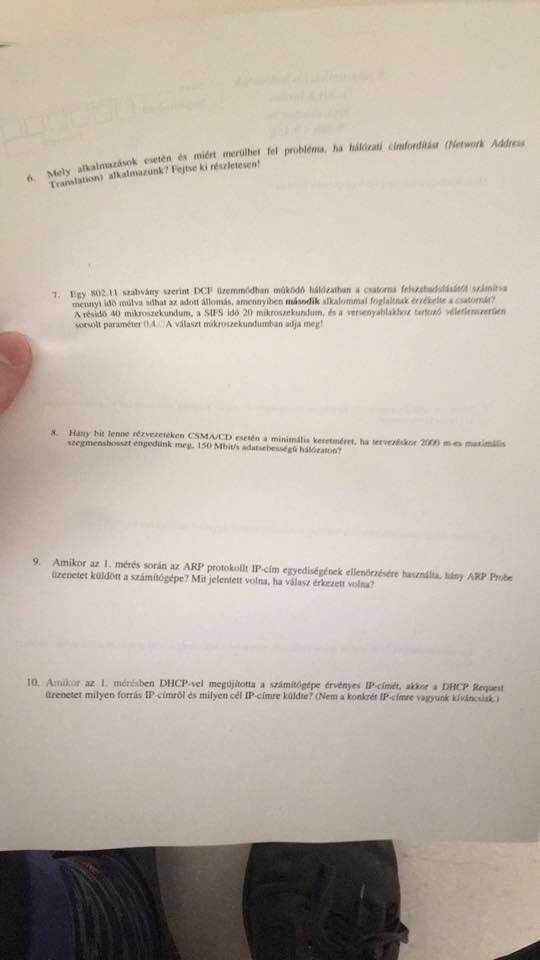 6. Mely alkalmazások esetén és miért merülhet fel probléma, ha hálózati címfordítást (Network Address
Translation) alkalmazunk? Fejtse ki részletesen!
7. Egy 802.11 szabvány szerint DCF üzemmódban működő hálózatban a csatorna felszabadulásától számítva
mennyi idő múlva adhat az adott állomás, amennyiben második alkalommal foglaltnak érzékelte a csatornát?
A résidő 40 mikroszekundum, a SIFS idő 20 mikroszekundum, és a versenyablakhoz tartozó véletlenszerűen
sorsolt paraméter 0,4.□A választ mikroszekundumban adja meg!
8. Hány bit lenne rézvezetéken CSMA/CD esetén a minimális keretméret, ha tervezéskor 2000 m-es maximális
szegmenshosszt engedünk meg, 150 Mbit/s adatsebességű hálózaton?
9. Amikor az 1. mérés során az ARP protokollt IP-cím egyediségének ellenőrzésére használta, hány ARP Probe
üzenetet küldött a számítógépe? Mit jelentett volna, ha válasz érkezett volna?
10. Amikor az 1. mérésben DHCP-vel megújította a számítógépe érvényes IP-címét, akkor a DHCP Request
üzenetet milyen forrás IP-címről és milyen cél IP-címre küldte? (Nem a konkrét IP-címre vagyunk kíváncsiak.)